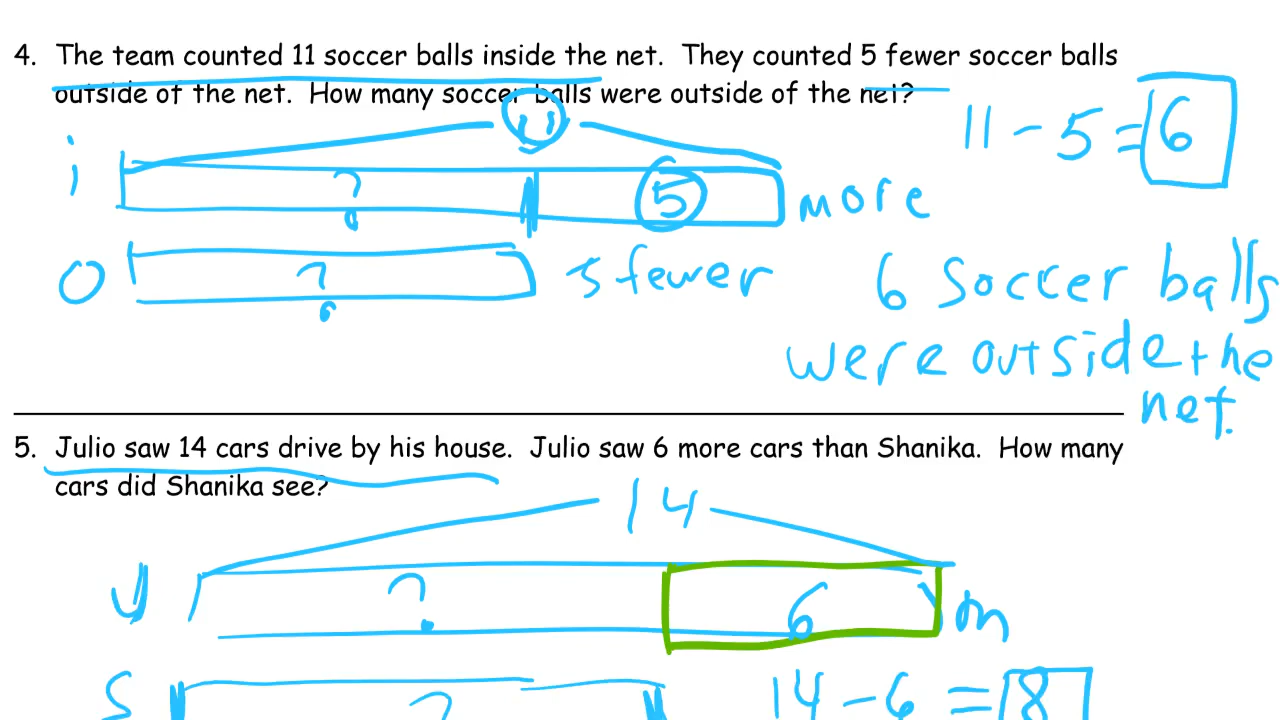 4. The team counted 11 soccer balls inside the net. They counted 5 fewer soccer balls
outside of the net. How many soccer balls were outside of the net?
11 - 5 = 6
11
i ? 5 more
O ? 5 fewer
6 soccer balls
were outside the
net.
5. Julio saw 14 cars drive by his house. Julio saw 6 more cars than Shanika. How many
cars did Shanika see?
14
J ? 6 m
S ? 14 - 6 = 8